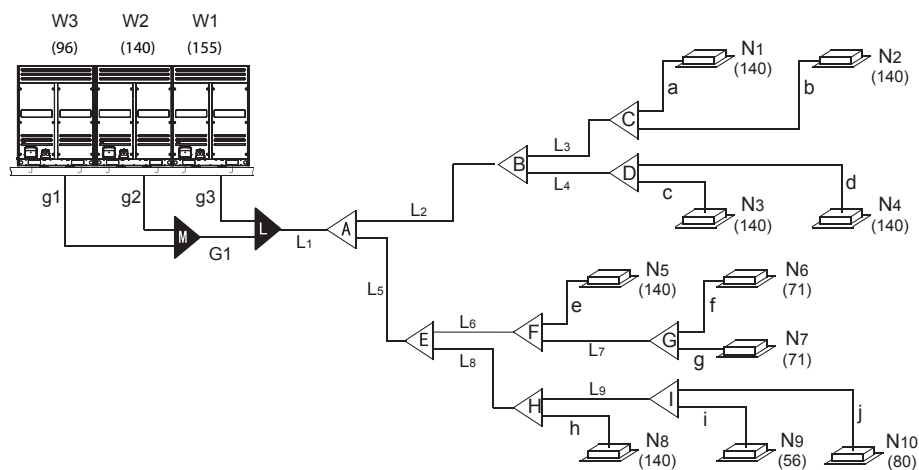 W3 W2 W1
(96) (140) (155)
g1 g2 g3
M L
G1 L1
A
L2
B
L3
L4
C
a
N1
(140)
b
N2
(140)
D
c
N3
(140)
d
N4
(140)
L5
E
L6
L8
F
e
N5
(140)
L7
G
f
N6
(71)
g
N7
(71)
H
L9
h
N8
(140)
I
i
N9
(56)
j
N10
(80)